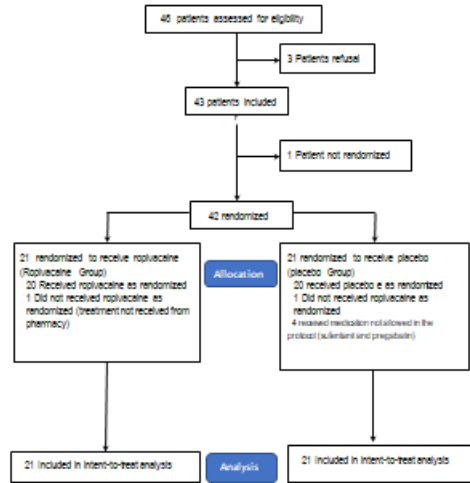 46 patients assessed for eligibility
3 Patients refusal
43 patients included
1 Patient not randomized
42 randomized
21 randomized to receive ropivacaine
(Ropivacaine Group)
20 Received ropivacaine as randomized
1 Did not received ropivacaine as
randomized (treatment not received from
pharmacy)
Allocation
21 randomized to receive placebo
(placebo Group)
20 received placebo e as randomized
1 Did not received ropivacaine as
randomized
4 received medication not allowed in the
protocol (sufentanil and pregabalin)
21 Included in intent-to-treat analysis
Analysis
21 Included in intent-to-treat analysis